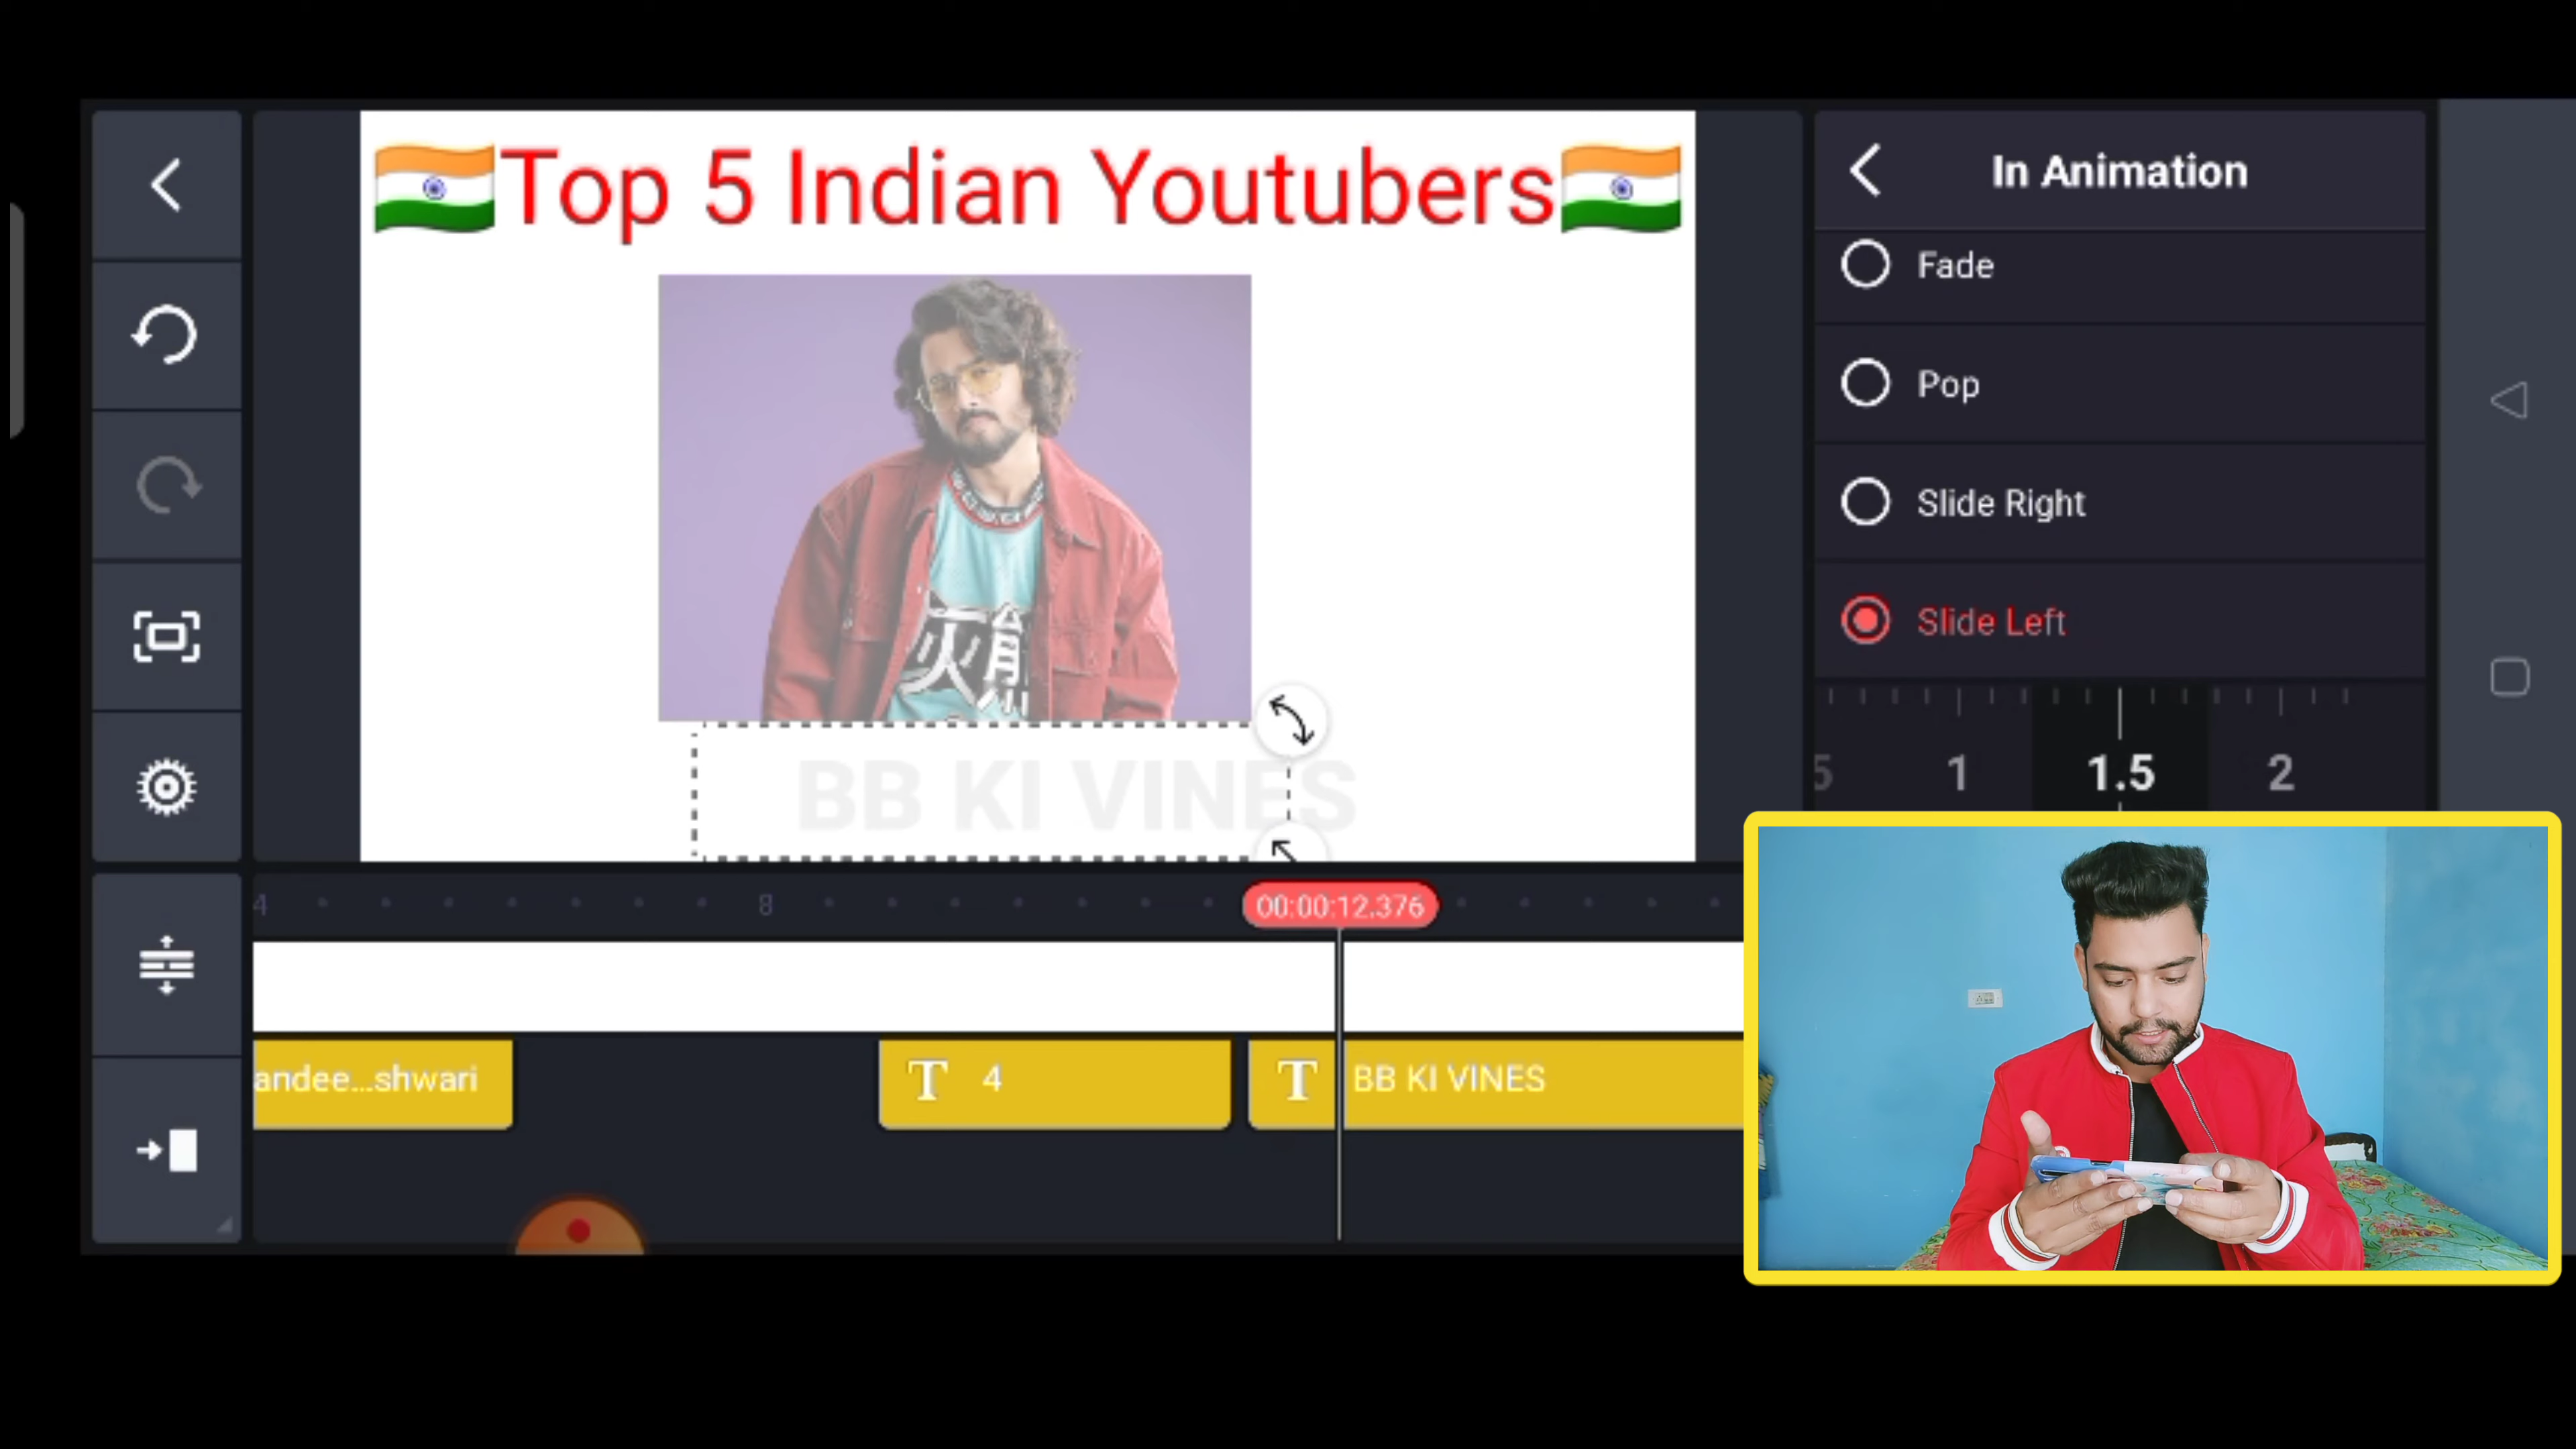 🇮🇳Top 5 Indian Youtubers🇮🇳
In Animation
Fade
Pop
Slide Right
Slide Left
5 1 1.5 2
BB KI VINES
4 8 00:00:12.376
andee...shwari
T 4
T BB KI VINES